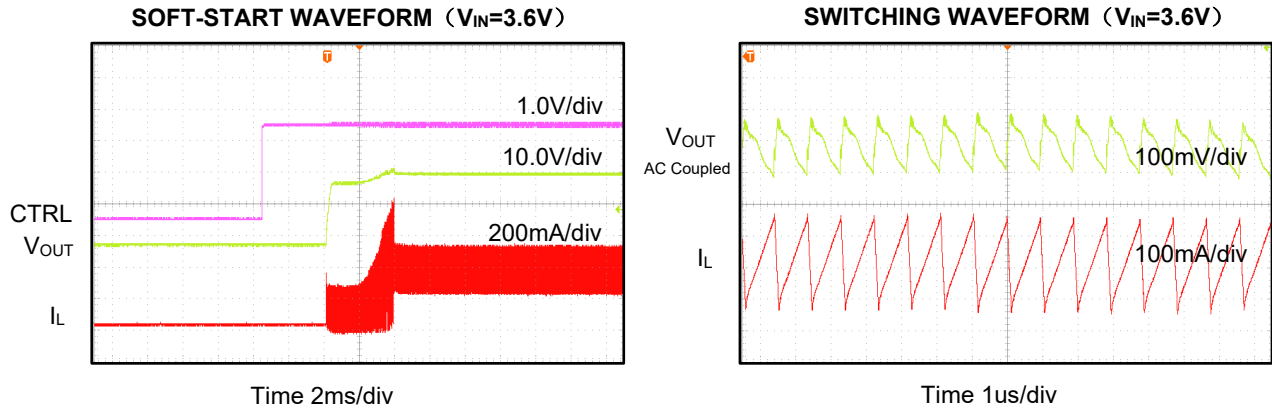 SOFT-START WAVEFORM（VIN=3.6V）
T
1.0V/div
10.0V/div
CTRL
VOUT
200mA/div
IL
Time 2ms/div
SWITCHING WAVEFORM（VIN=3.6V）
T
VOUT
AC Coupled
100mV/div
IL
100mA/div
Time 1us/div